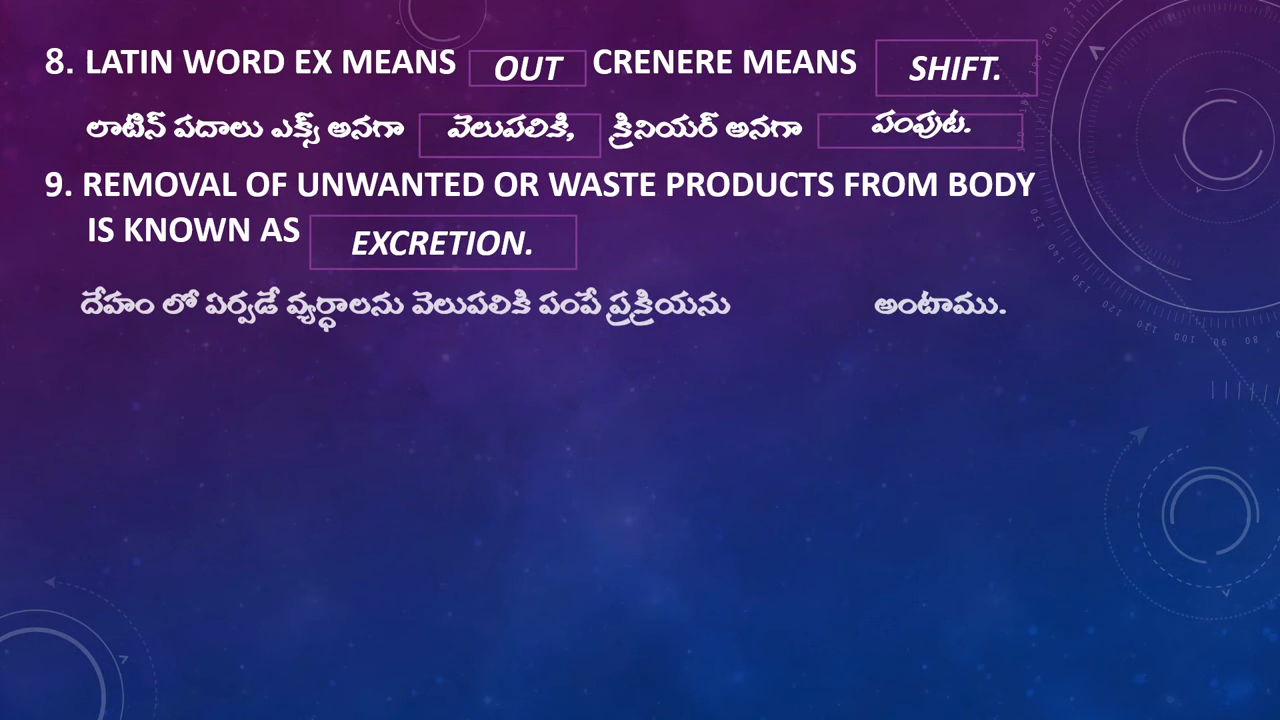 8. LATIN WORD EX MEANS OUT CRENERE MEANS SHIFT.
లాటిన్ పదాలు ఎక్స్ అనగా వెలుపలికి, క్రినియర్ అనగా పంపుట.
9. REMOVAL OF UNWANTED OR WASTE PRODUCTS FROM BODY
IS KNOWN AS EXCRETION.
దేహం లో ఏర్పడే వ్యర్ధాలను వెలుపలికి పంపే ప్రక్రియను అంటాము.